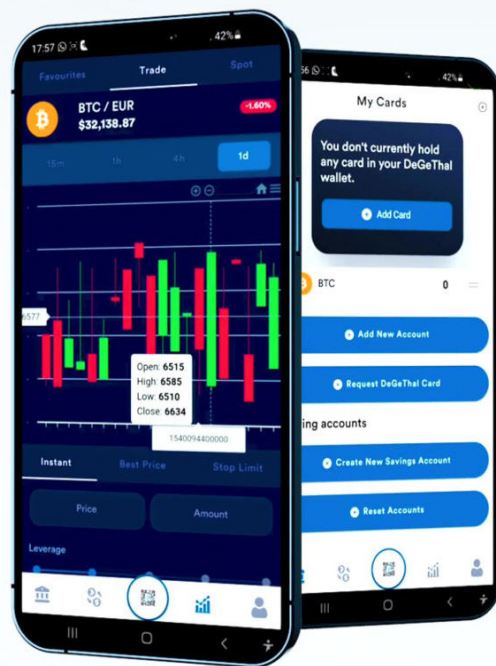 17:57
42%
Favourites
Trade
Spot
BTC / EUR
$32,138.87
-1.60%
15m
1h
4h
1d
6577
Open: 6515
High: 6585
Low: 6510
Close: 6634
1540094400000
Instant
Best Price
Stop Limit
Price
Amount
Leverage
56
42%
My Cards
You don't currently hold
any card in your DeGeThal
wallet.
Add Card
BTC
0
Add New Account
Request DeGeThal Card
ing accounts
Create New Savings Account
Reset Accounts